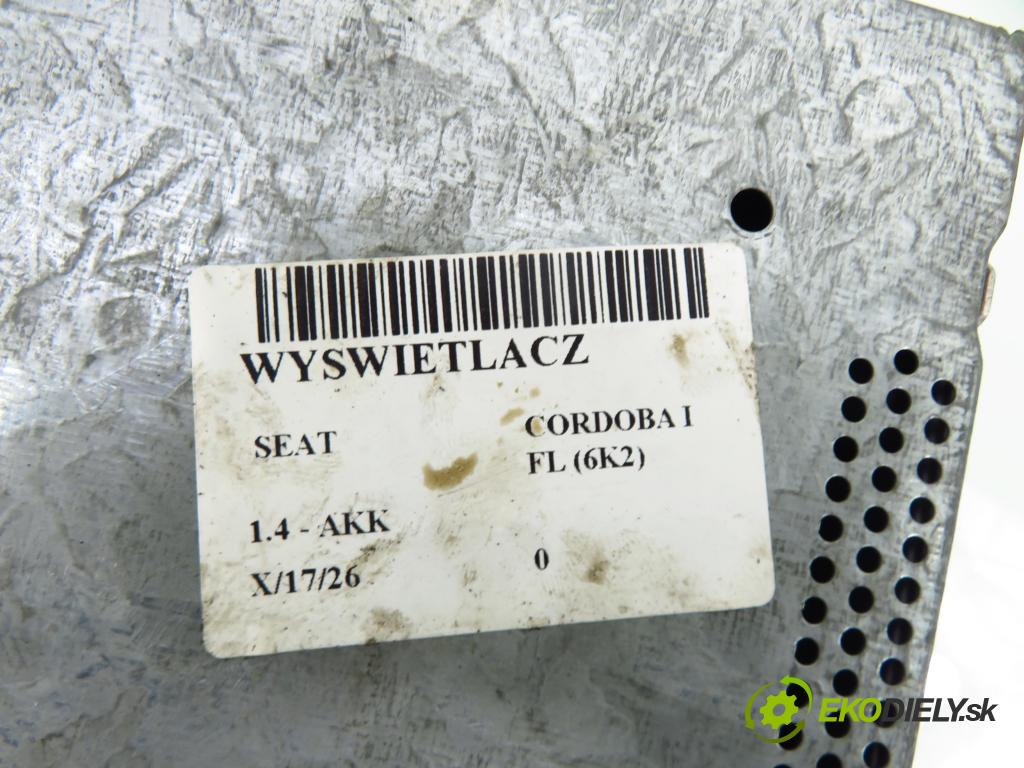 WYSWIETLACZ
SEAT
CORDOBA I
FL (6K2)
1.4 - AKK
X/17/26
0
EKODIELY.sk